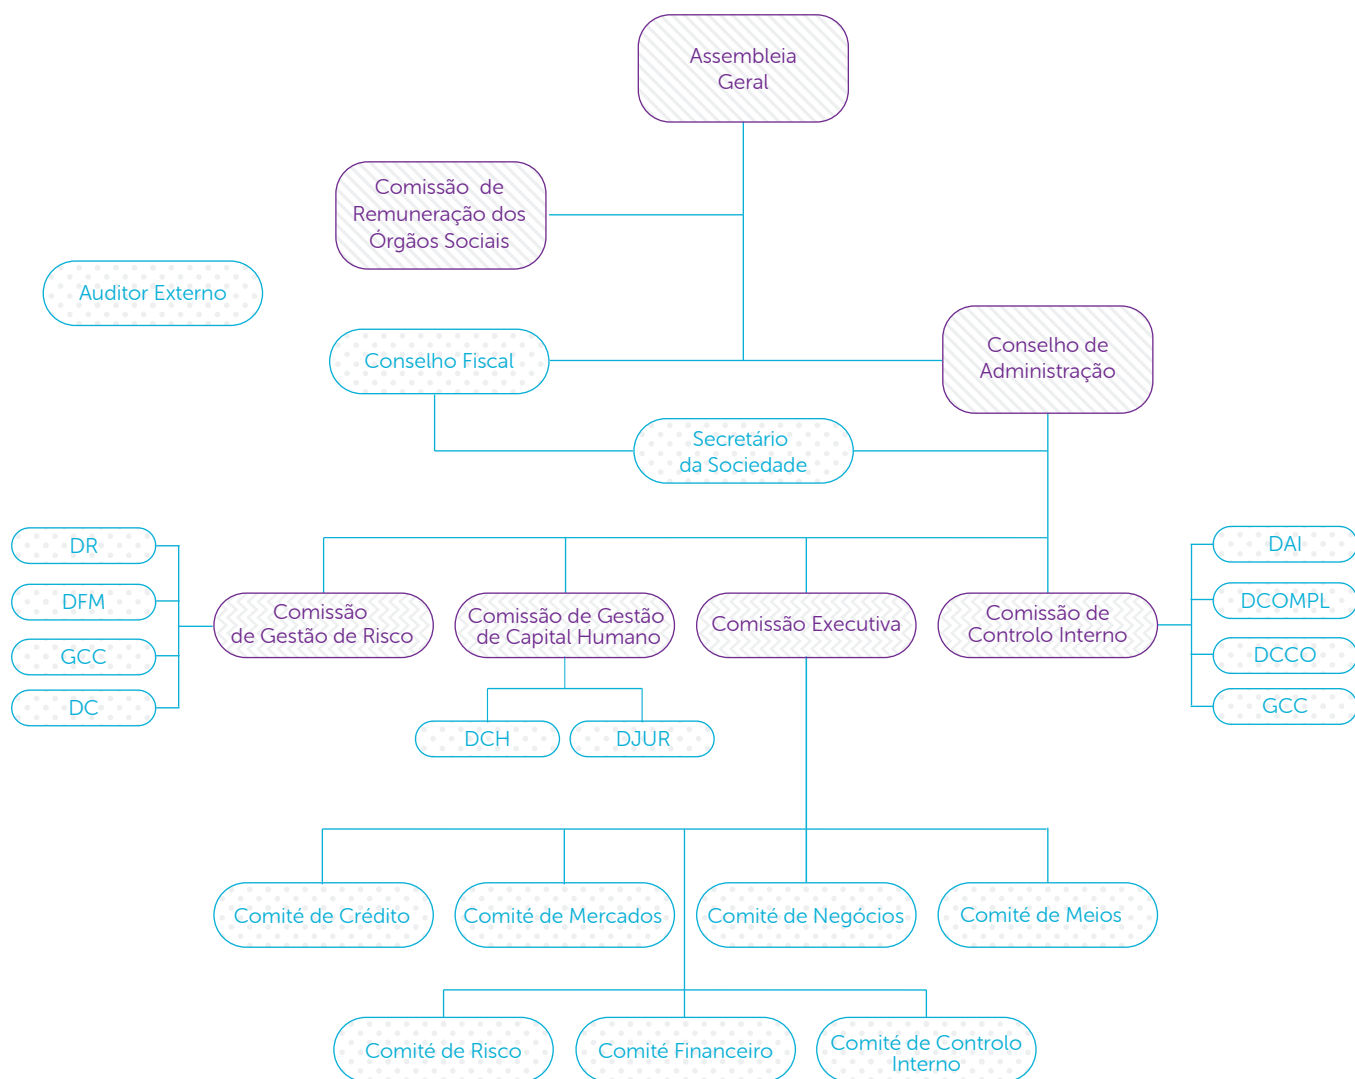 Assembleia
Geral
Comissão de
Remuneração dos
Órgãos Sociais
Auditor Externo
Conselho Fiscal
Conselho de
Administração
Secretário
da Sociedade
DR
DFM
GCC
DC
Comissão
de Gestão de Risco
Comissão de Gestão
de Capital Humano
Comissão Executiva
Comissão de
Controlo Interno
DAI
DCOMPL
DCCO
GCC
DCH
DJUR
Comité de Crédito
Comité de Mercados
Comité de Negócios
Comité de Meios
Comité de Risco
Comité Financeiro
Comité de Controlo
Interno